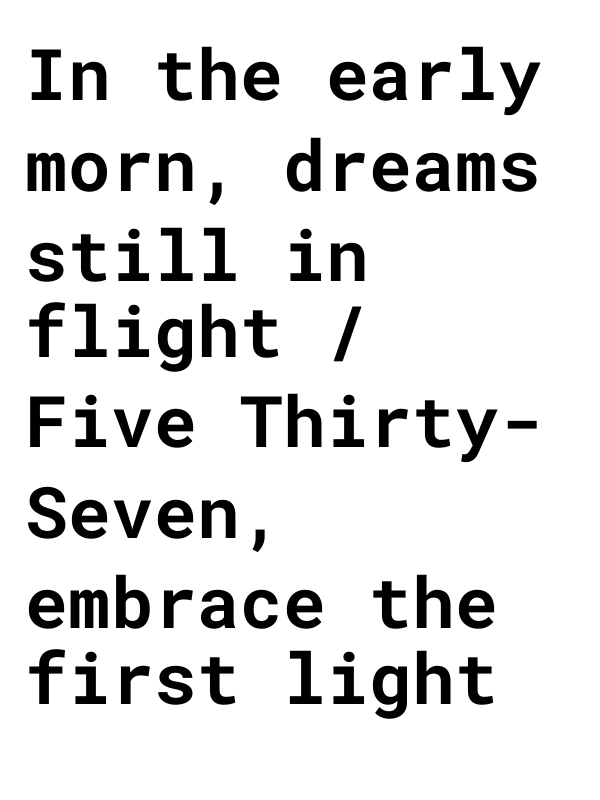 In the early
morn, dreams
still in
flight /
Five Thirty-
Seven,
embrace the
first light